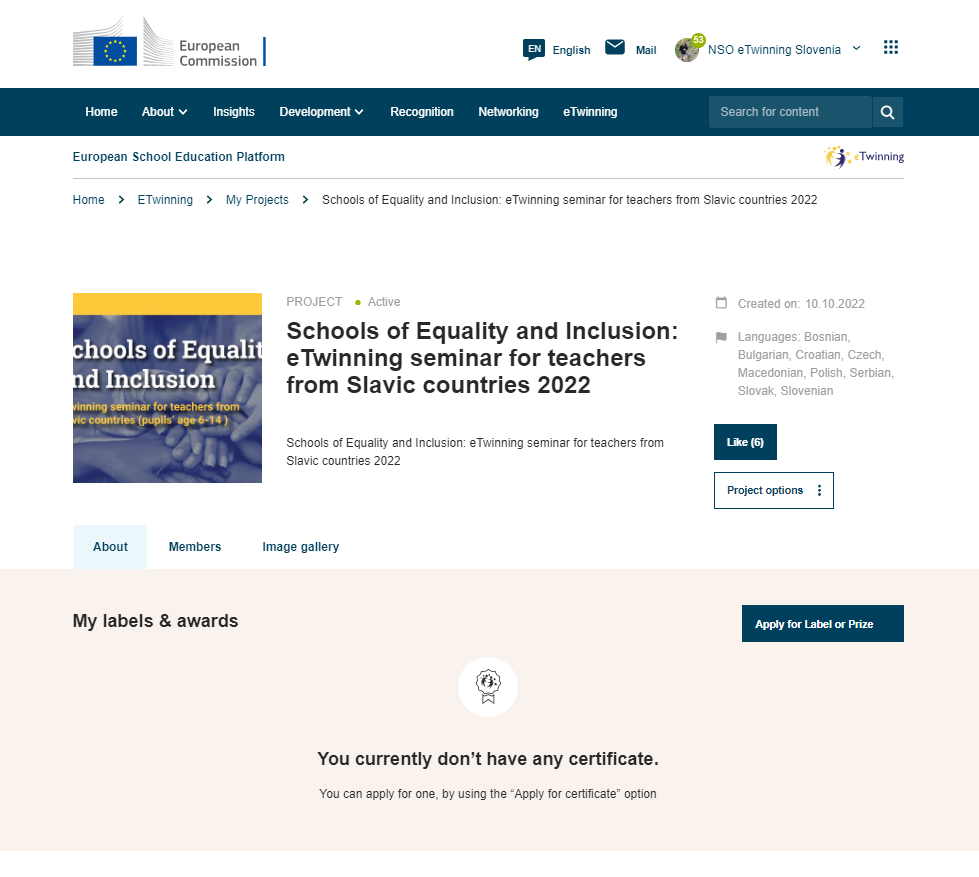 European
Commission
EN English Mail 53 NSO eTwinning Slovenia
Home About Insights Development Recognition Networking eTwinning Search for content
European School Education Platform
eTwinning
Home ETwinning My Projects Schools of Equality and Inclusion: eTwinning seminar for teachers from Slavic countries 2022
chools of Equalit
nd Inclusion
winning seminar for teachers from
vic countries (pupils' age 6-14 )
PROJECT Active
Schools of Equality and Inclusion:
eTwinning seminar for teachers
from Slavic countries 2022
Schools of Equality and Inclusion: eTwinning seminar for teachers from
Slavic countries 2022
Created on: 10.10.2022
Languages: Bosnian,
Bulgarian, Croatian, Czech,
Macedonian, Polish, Serbian,
Slovak, Slovenian
Like (6)
Project options
About Members Image gallery
My labels & awards
Apply for Label or Prize
You currently don’t have any certificate.
You can apply for one, by using the “Apply for certificate” option